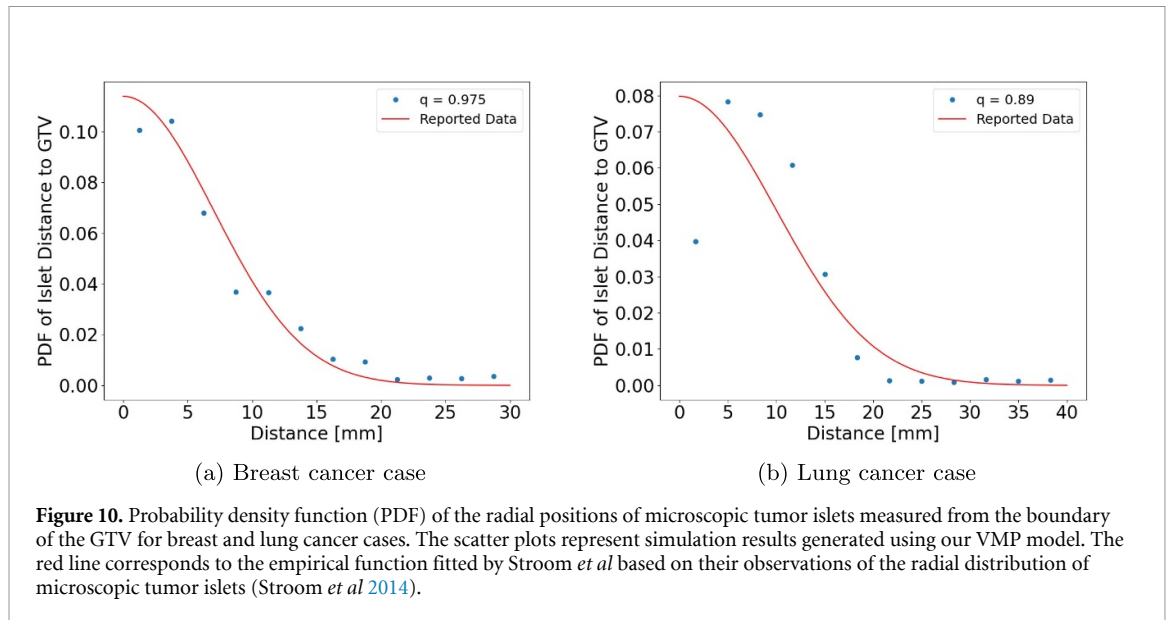 q = 0.975
Reported Data
PDF of Islet Distance to GTV
0.10
0.08
0.06
0.04
0.02
0.00
0 5 10 15 20 25 30
Distance [mm]
(a) Breast cancer case
q = 0.89
Reported Data
PDF of Islet Distance to GTV
0.08
0.07
0.06
0.05
0.04
0.03
0.02
0.01
0.00
0 5 10 15 20 25 30 35 40
Distance [mm]
(b) Lung cancer case
Figure 10. Probability density function (PDF) of the radial positions of microscopic tumor islets measured from the boundary
of the GTV for breast and lung cancer cases. The scatter plots represent simulation results generated using our VMP model. The
red line corresponds to the empirical function fitted by Stroom et al based on their observations of the radial distribution of
microscopic tumor islets (Stroom et al 2014).